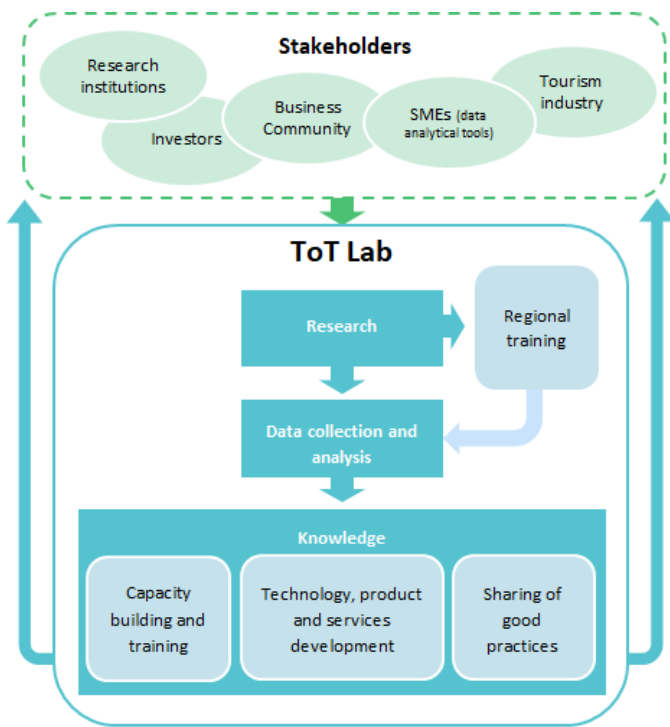 Stakeholders
Research
institutions
Investors
Business
Community
SMEs (data
analytical tools)
Tourism
industry
ToT Lab
Research
Regional
training
Data collection and
analysis
Knowledge
Capacity
building and
training
Technology, product
and services
development
Sharing of
good
practices